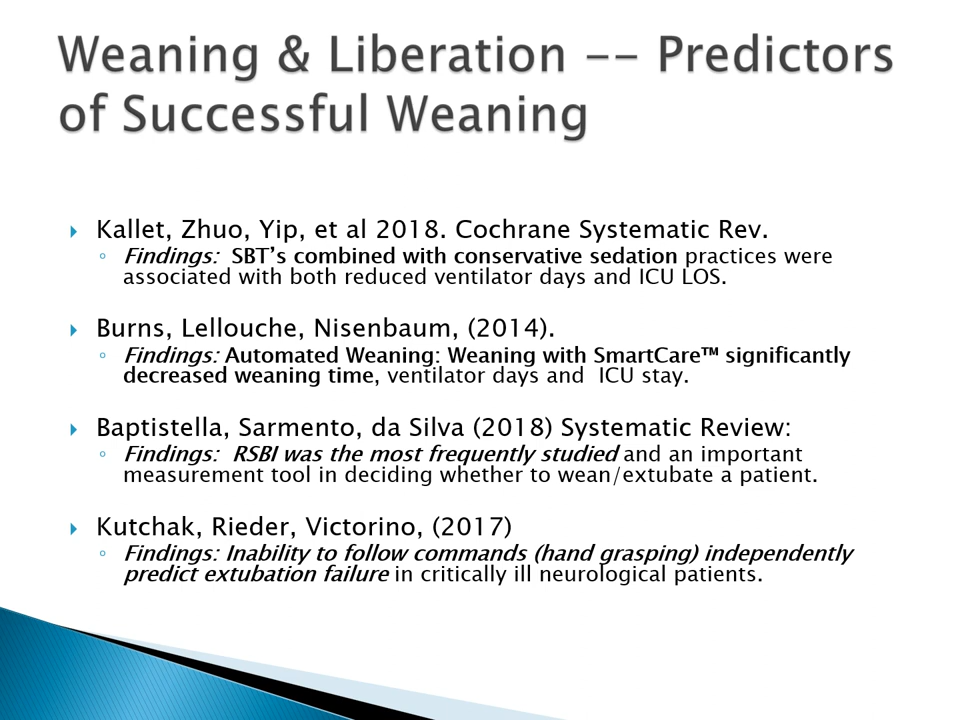 Weaning & Liberation -- Predictors
of Successful Weaning
Kallet, Zhuo, Yip, et al 2018. Cochrane Systematic Rev.
Findings: SBT’s combined with conservative sedation practices were
associated with both reduced ventilator days and ICU LOS.
Burns, Lellouche, Nisenbaum, (2014).
Findings: Automated Weaning: Weaning with SmartCare™ significantly
decreased weaning time, ventilator days and ICU stay.
Baptistella, Sarmento, da Silva (2018) Systematic Review:
Findings: RSBI was the most frequently studied and an important
measurement tool in deciding whether to wean/extubate a patient.
Kutchak, Rieder, Victorino, (2017)
Findings: Inability to follow commands (hand grasping) independently
predict extubation failure in critically ill neurological patients.